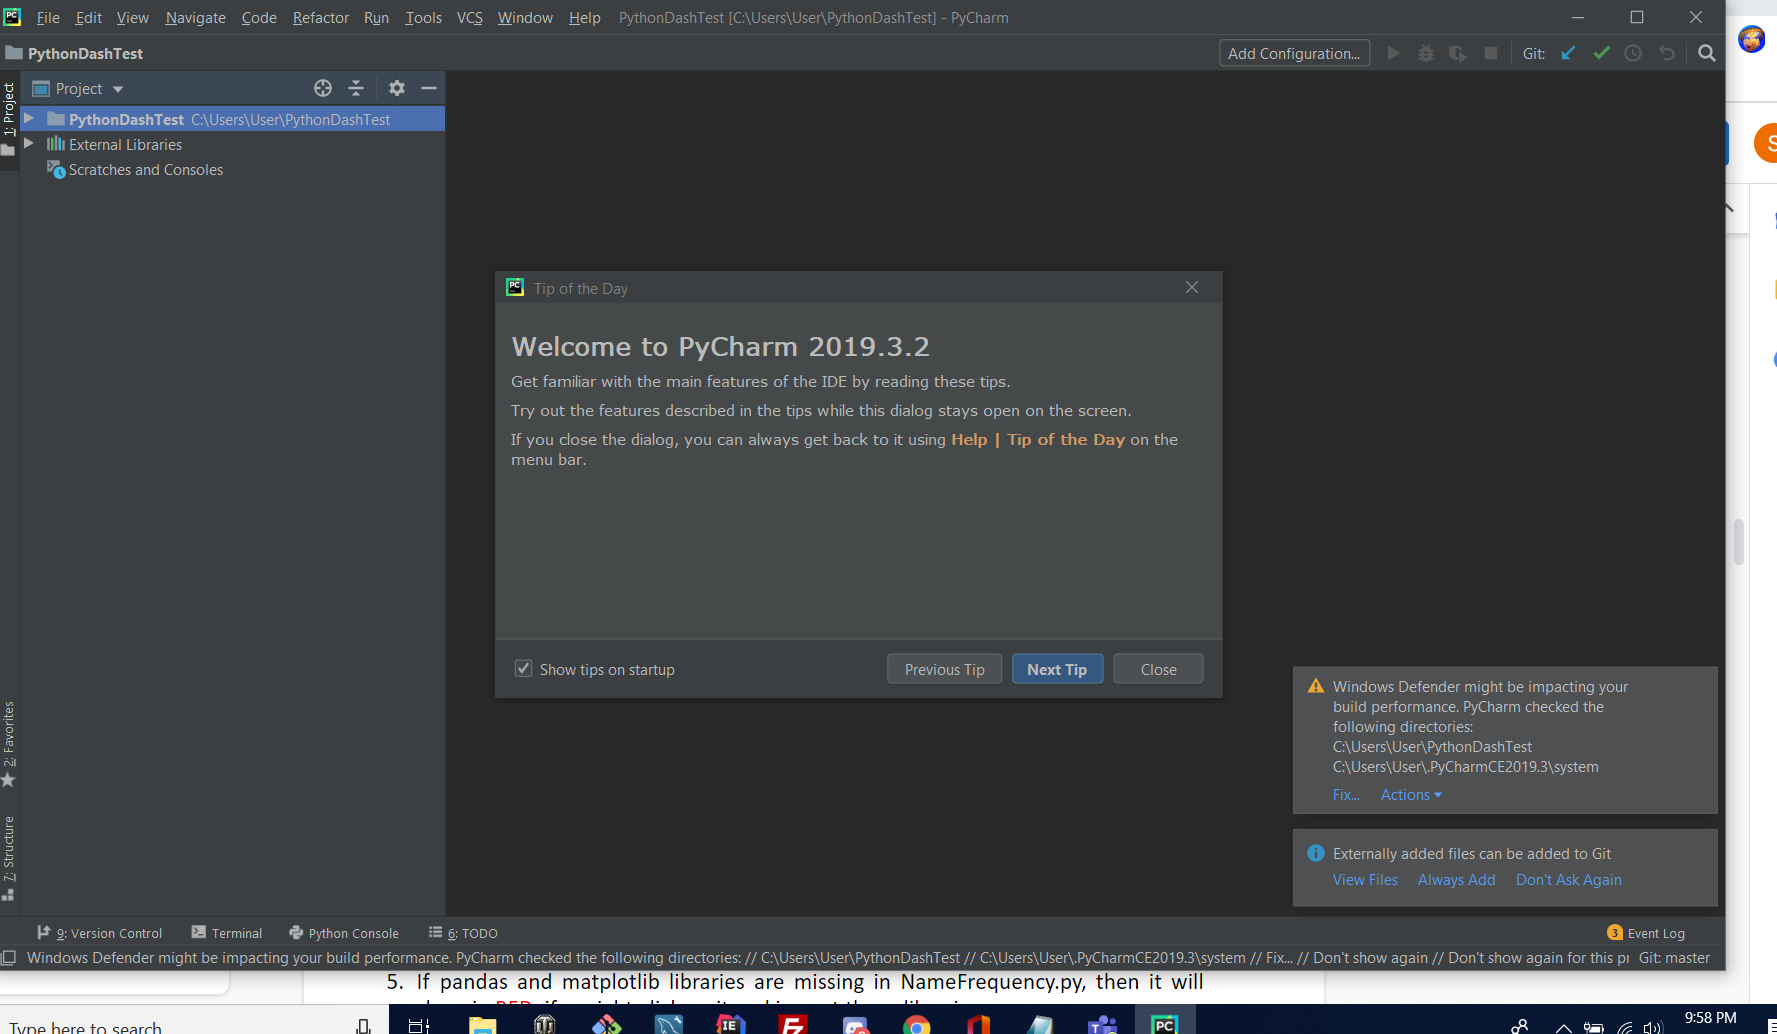 File Edit View Navigate Code Refactor Run Tools VCS Window Help PythonDashTest [C:\Users\User\PythonDashTest] - PyCharm
PythonDashTest
Add Configuration...
Git:
Project
1: Project
PythonDashTest C:\Users\User\PythonDashTest
External Libraries
Scratches and Consoles
S
Tip of the Day
Welcome to PyCharm 2019.3.2
Get familiar with the main features of the IDE by reading these tips.
Try out the features described in the tips while this dialog stays open on the screen.
If you close the dialog, you can always get back to it using Help | Tip of the Day on the
menu bar.
Show tips on startup
Previous Tip
Next Tip
Close
Windows Defender might be impacting your
build performance. PyCharm checked the
following directories:
C:\Users\User\PythonDashTest
C:\Users\User\.PyCharmCE2019.3\system
Fix... Actions
Externally added files can be added to Git
View Files Always Add Don't Ask Again
2: Favorites
7: Structure
9: Version Control
Terminal
Python Console
6: TODO
3 Event Log
Windows Defender might be impacting your build performance. PyCharm checked the following directories: // C:\Users\User\PythonDashTest // C:\Users\User\.PyCharmCE2019.3\system // Fix... // Don't show again // Don't show again for this
Git: master
5. If pandas and matplotlib libraries are missing in NameFrequency.py, then it will
Type here to search
9:58 PM